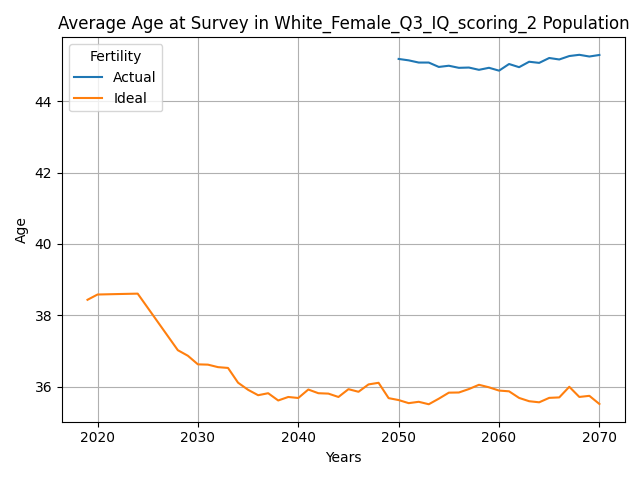 Average Age at Survey in White_Female_Q3_IQ_scoring_2 Population
Fertility
Actual
Ideal
44
42
40
38
36
Age
2020 2030 2040 2050 2060 2070
Years